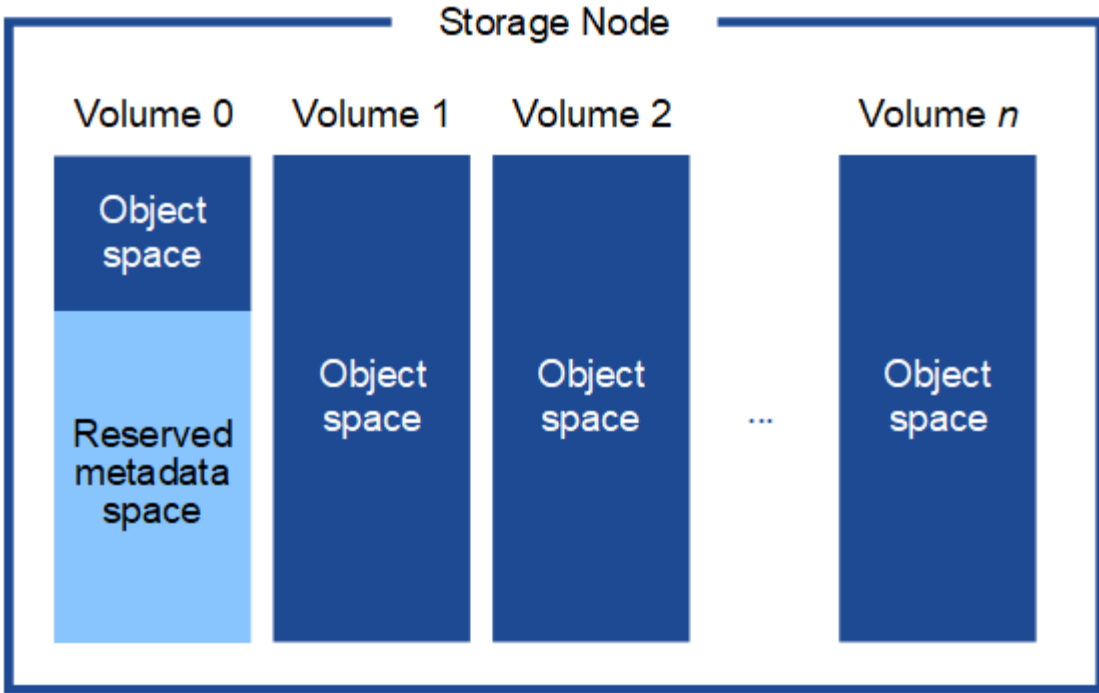 Storage Node
Volume 0
Volume 1
Volume 2
Volume n
Object
space
Reserved
metadata
space
Object
space
Object
space
...
Object
space